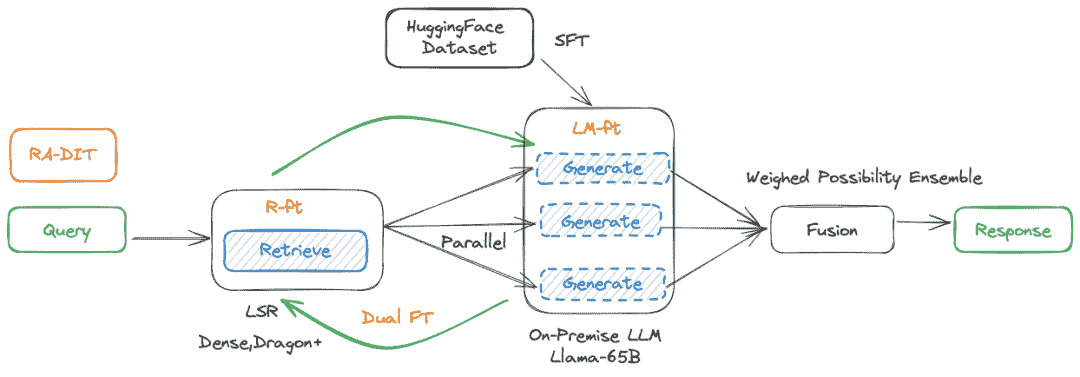 HuggingFace
Dataset
SFT
RA-DIT
LM-ft
Generate
Weighed Possibility Ensemble
R-ft
Query
Retrieve
Parallel
Generate
Fusion
Response
Generate
LSR
Dual FT
Dense,Dragon+
On-Premise LLM
Llama-65B